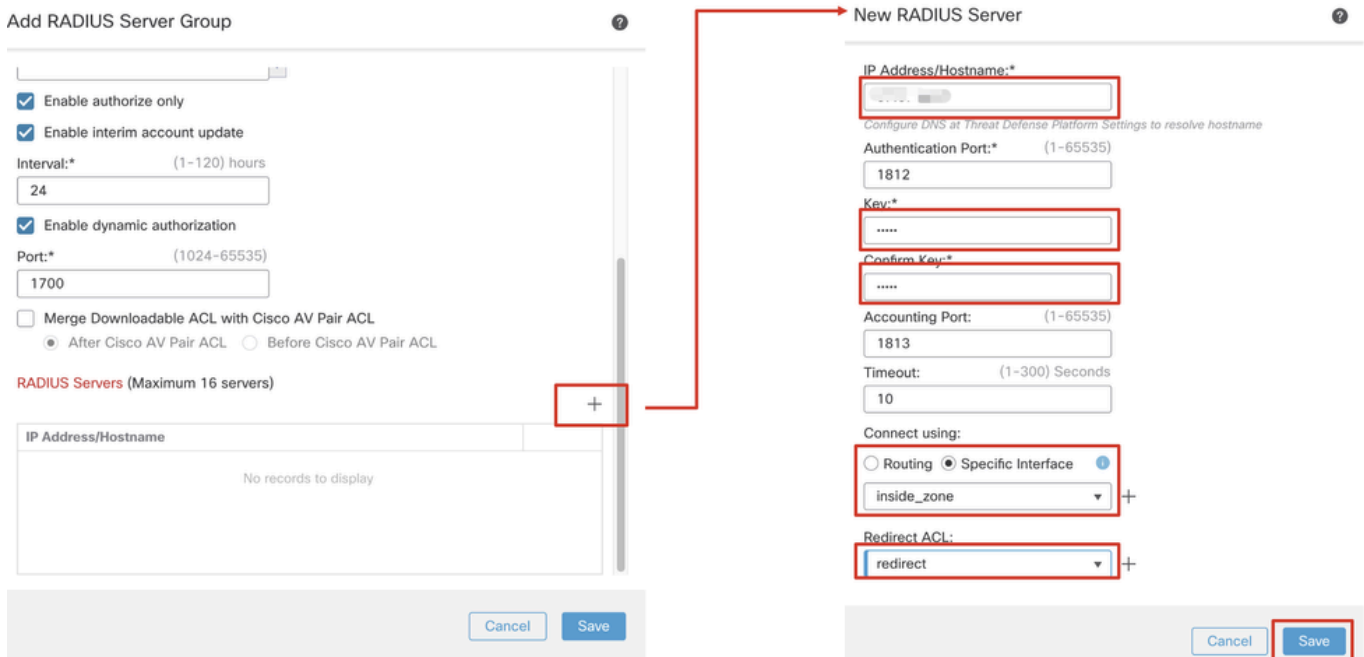 Add RADIUS Server Group
Enable authorize only
Enable interim account update
Interval:* (1-120) hours
24
Enable dynamic authorization
Port:* (1024-65535)
1700
Merge Downloadable ACL with Cisco AV Pair ACL
After Cisco AV Pair ACL Before Cisco AV Pair ACL
RADIUS Servers (Maximum 16 servers)
+
IP Address/Hostname
No records to display
Cancel Save
New RADIUS Server
IP Address/Hostname:*
Configure DNS at Threat Defense Platform Settings to resolve hostname
Authentication Port:* (1-65535)
1812
Key:*
•••••
Confirm Key:*
•••••
Accounting Port: (1-65535)
1813
Timeout: (1-300) Seconds
10
Connect using:
Routing Specific Interface
inside_zone +
Redirect ACL:
redirect +
Cancel Save